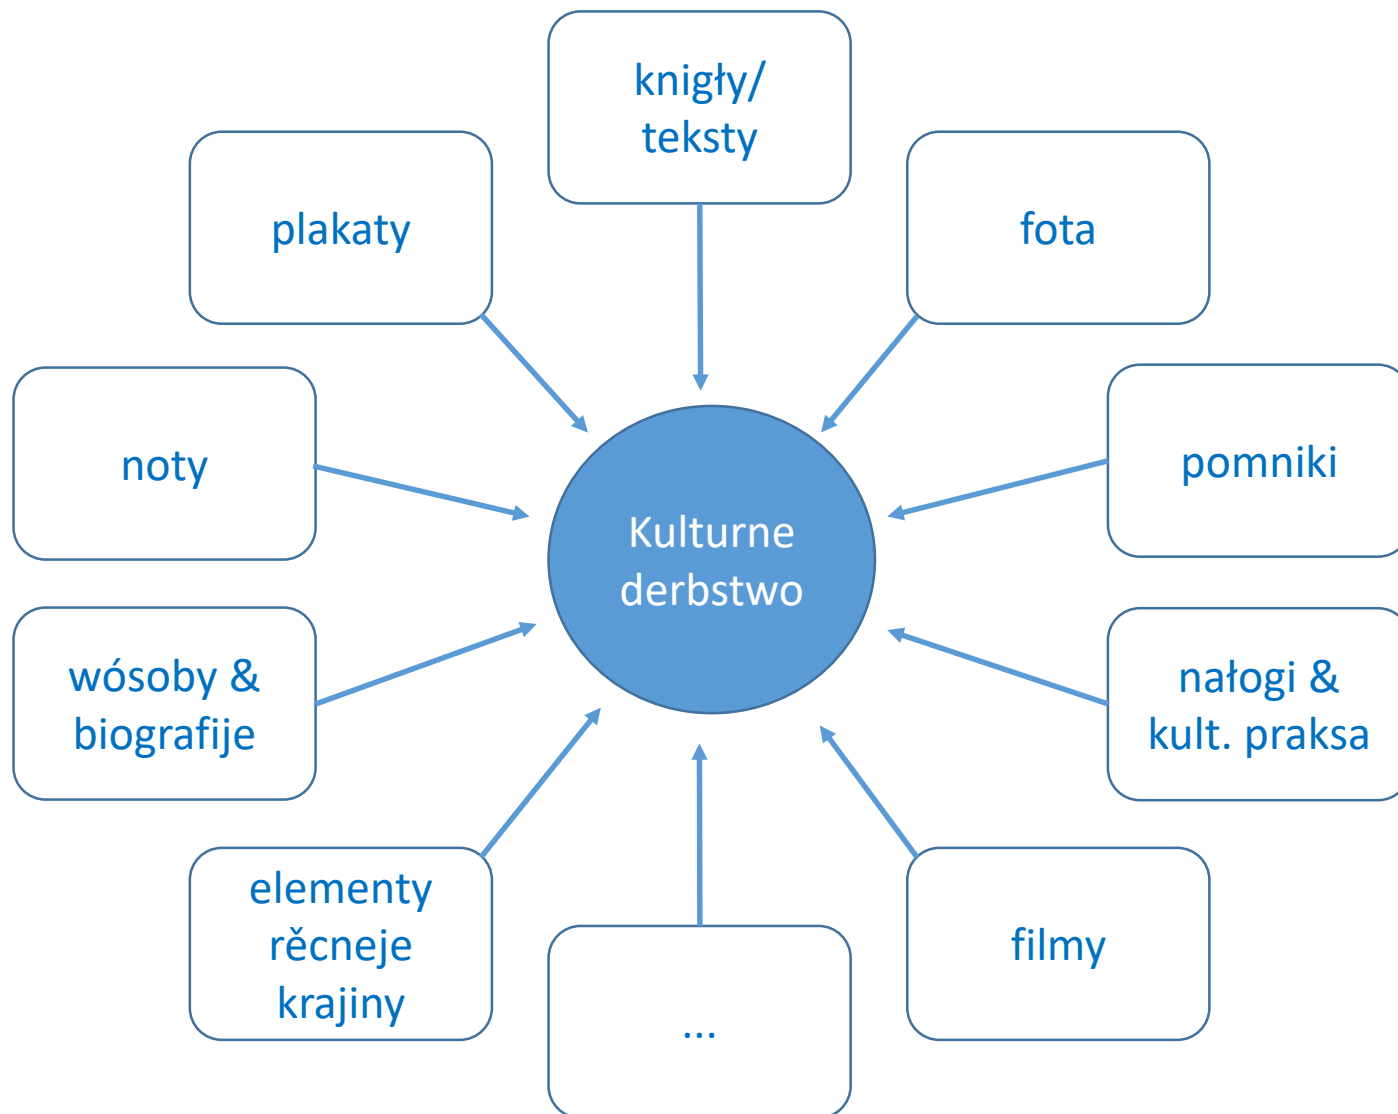 knigły/
teksty
plakaty
fota
noty
pomniki
Kulturne
derbstwo
wósoby &
biografije
nałogi &
kult. praksa
elementy
rěcneje
krajiny
...
filmy